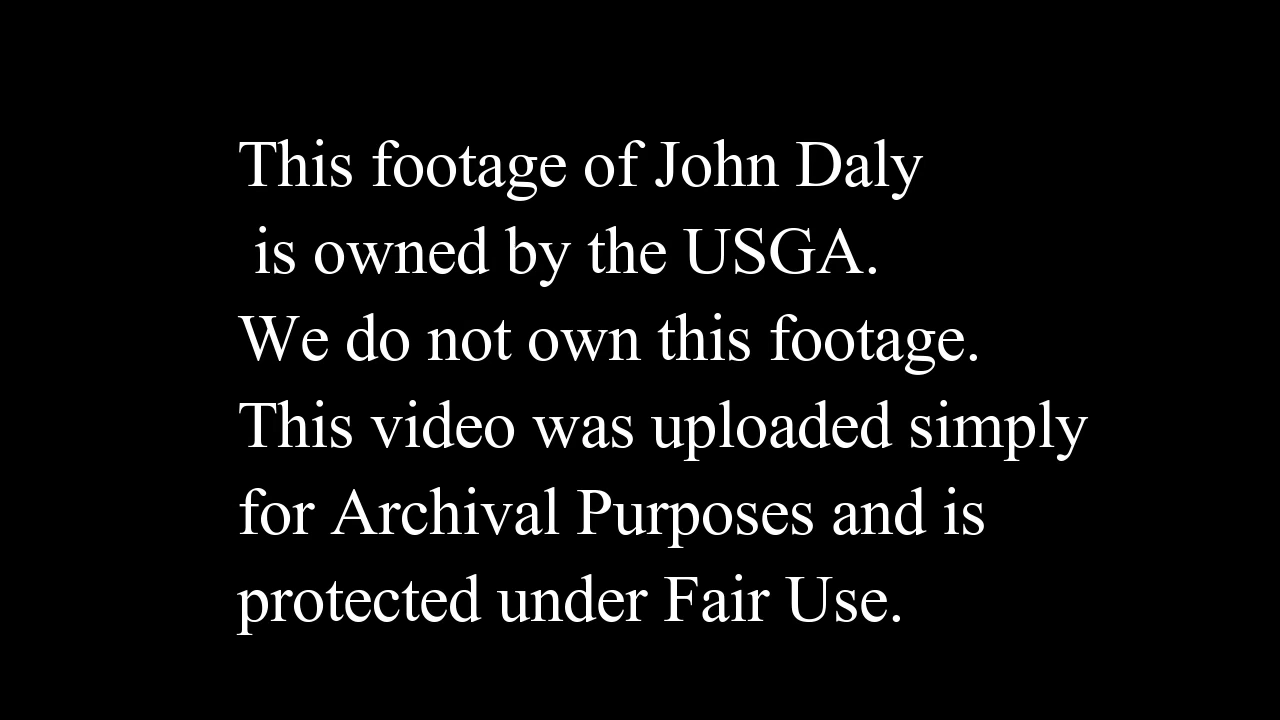 This footage of John Daly
is owned by the USGA.
We do not own this footage.
This video was uploaded simply
for Archival Purposes and is
protected under Fair Use.